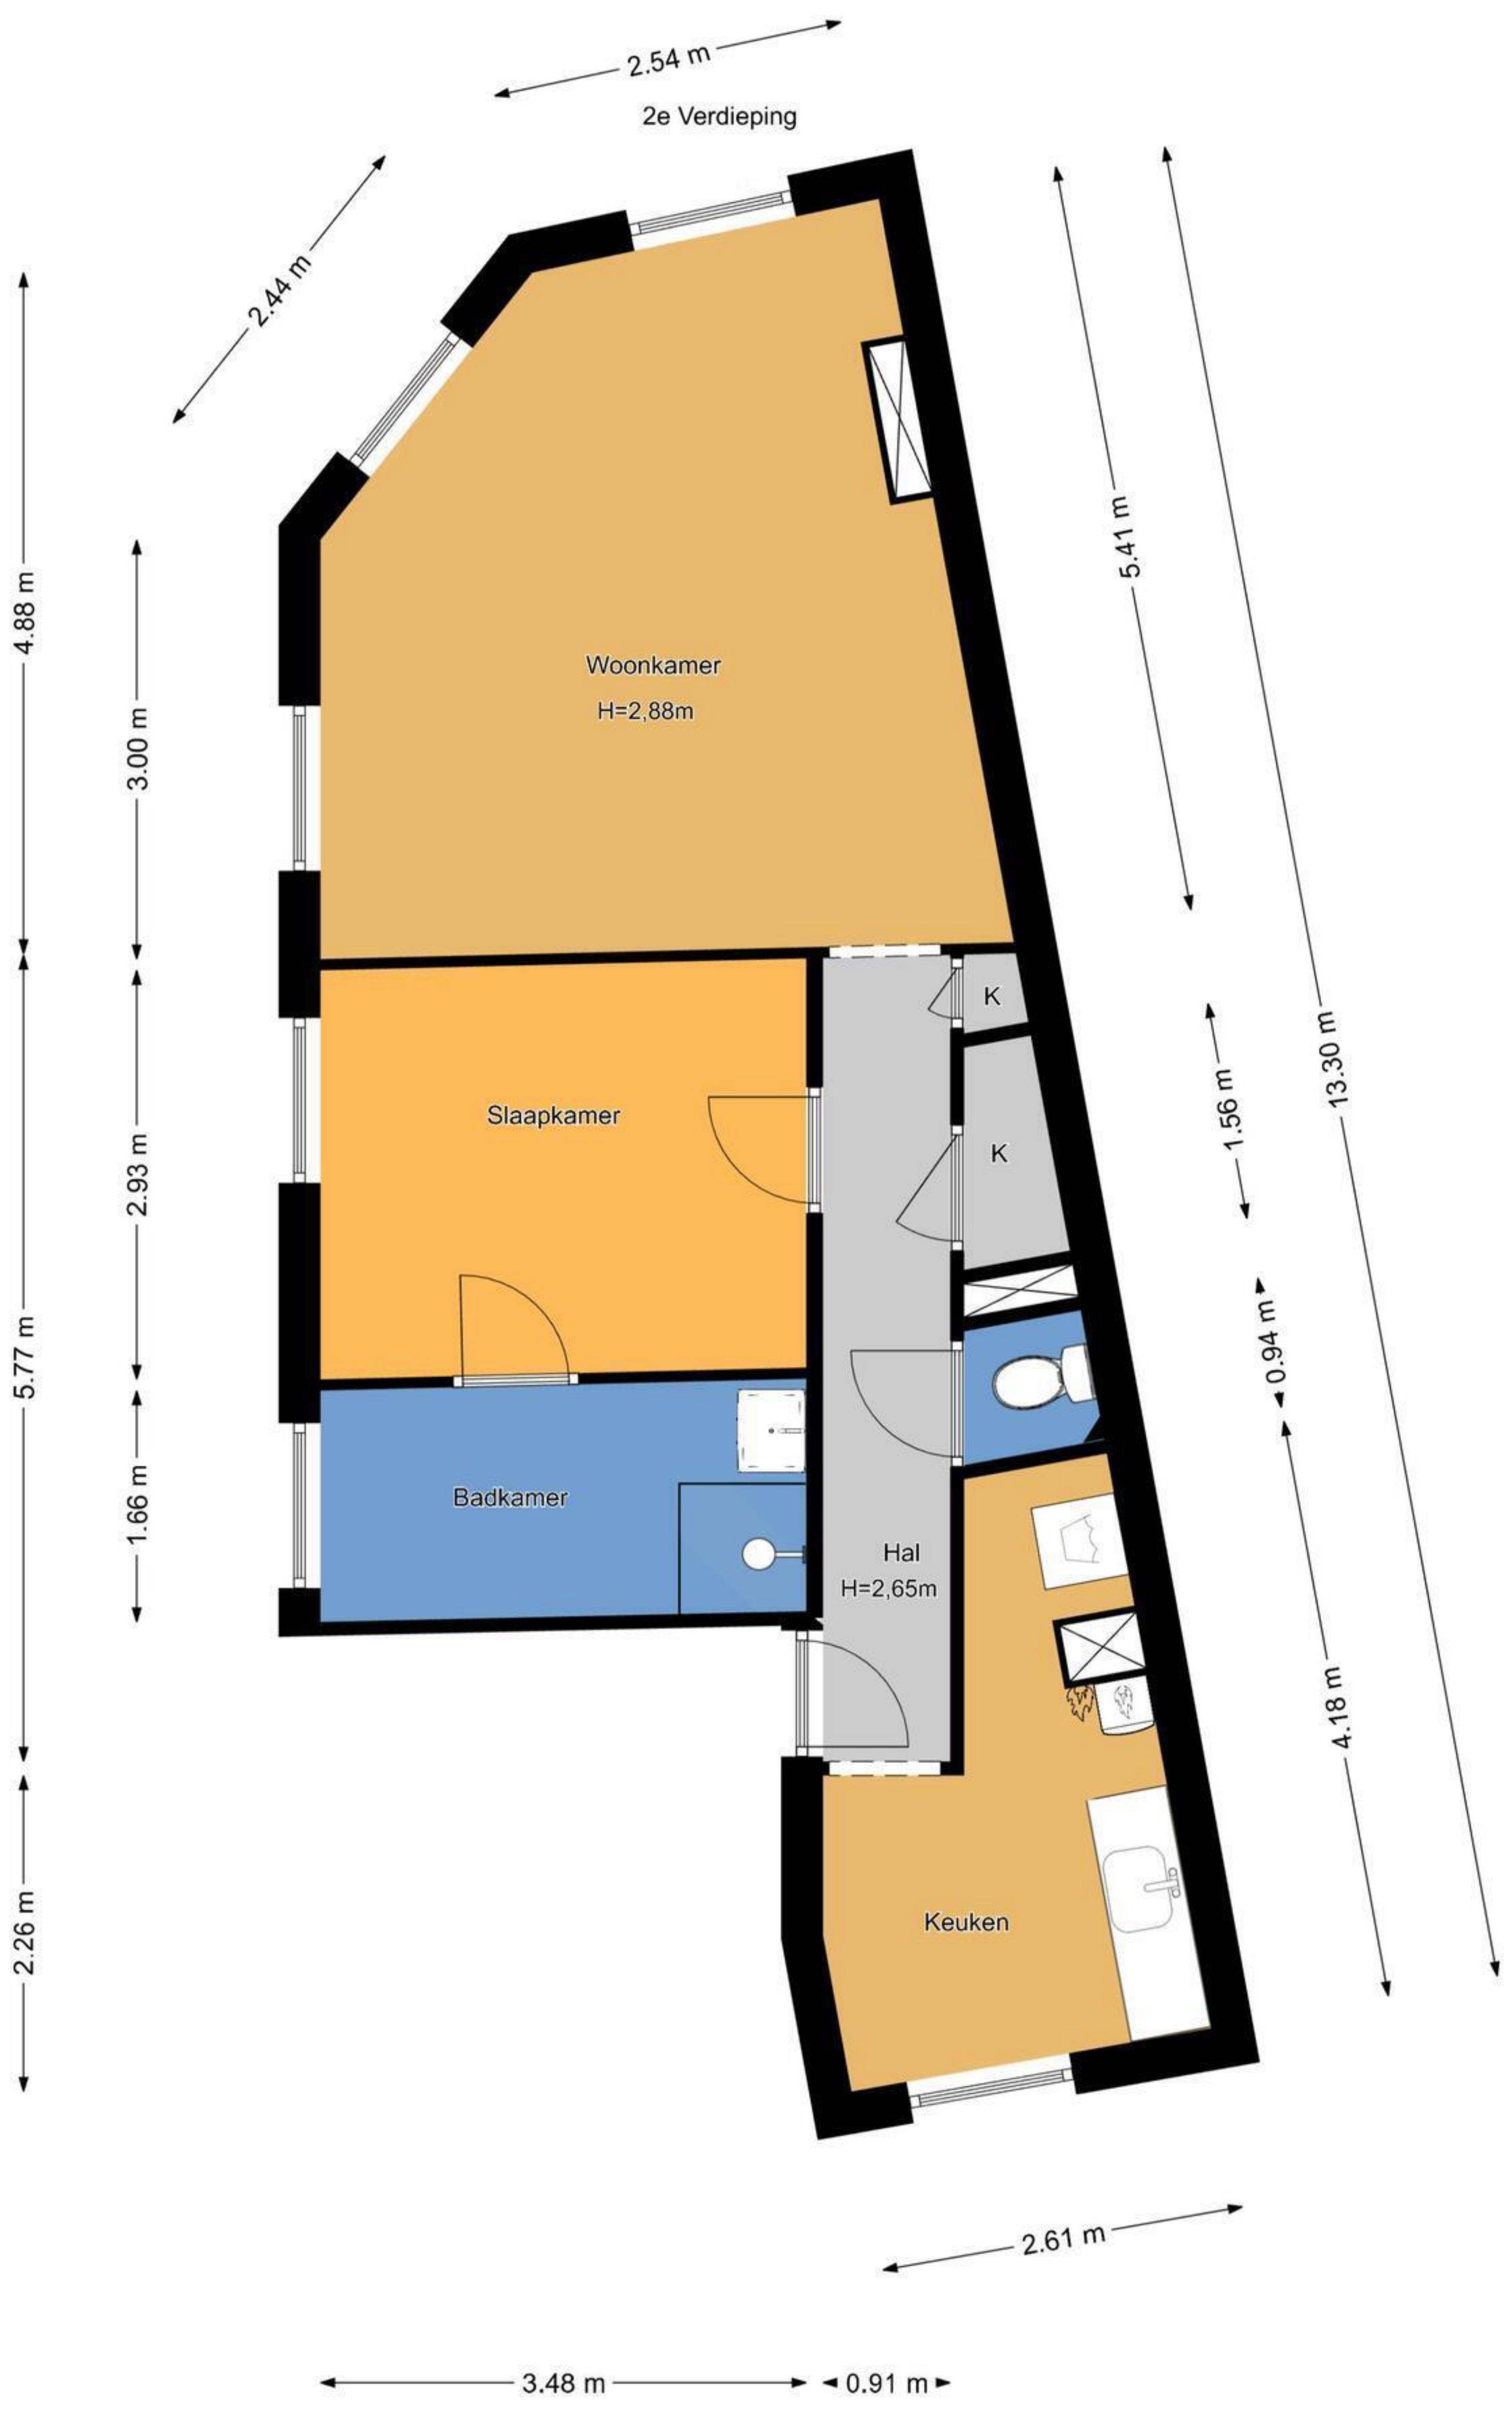 2.54 m
2e Verdieping
2.44 m
4.88 m
3.00 m
5.41 m
Woonkamer
H=2,88m
K
13.30 m
1.56 m
Slaapkamer
K
2.93 m
5.77 m
0.94 m
Badkamer
1.66 m
Hal
H=2,65m
4.18 m
Keuken
2.26 m
2.61 m
3.48 m
0.91 m